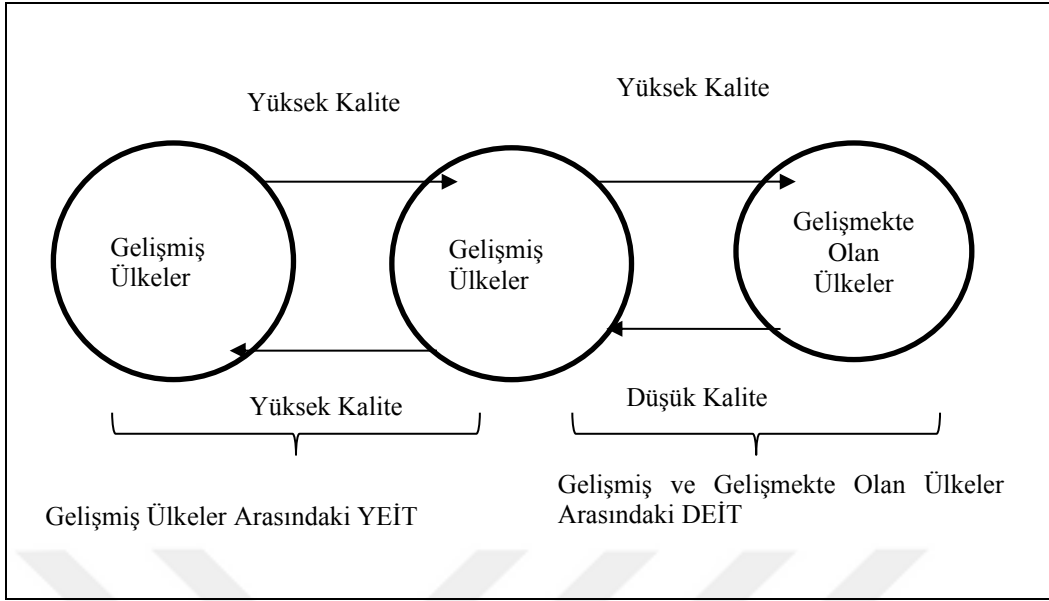 Yüksek Kalite
Yüksek Kalite
Gelişmiş
Ülkeler
Gelişmiş
Ülkeler
Gelişmekte
Olan
Ülkeler
Yüksek Kalite
Düşük Kalite
Gelişmiş Ülkeler Arasındaki YEİT
Gelişmiş ve Gelişmekte Olan Ülkeler
Arasındaki DEİT